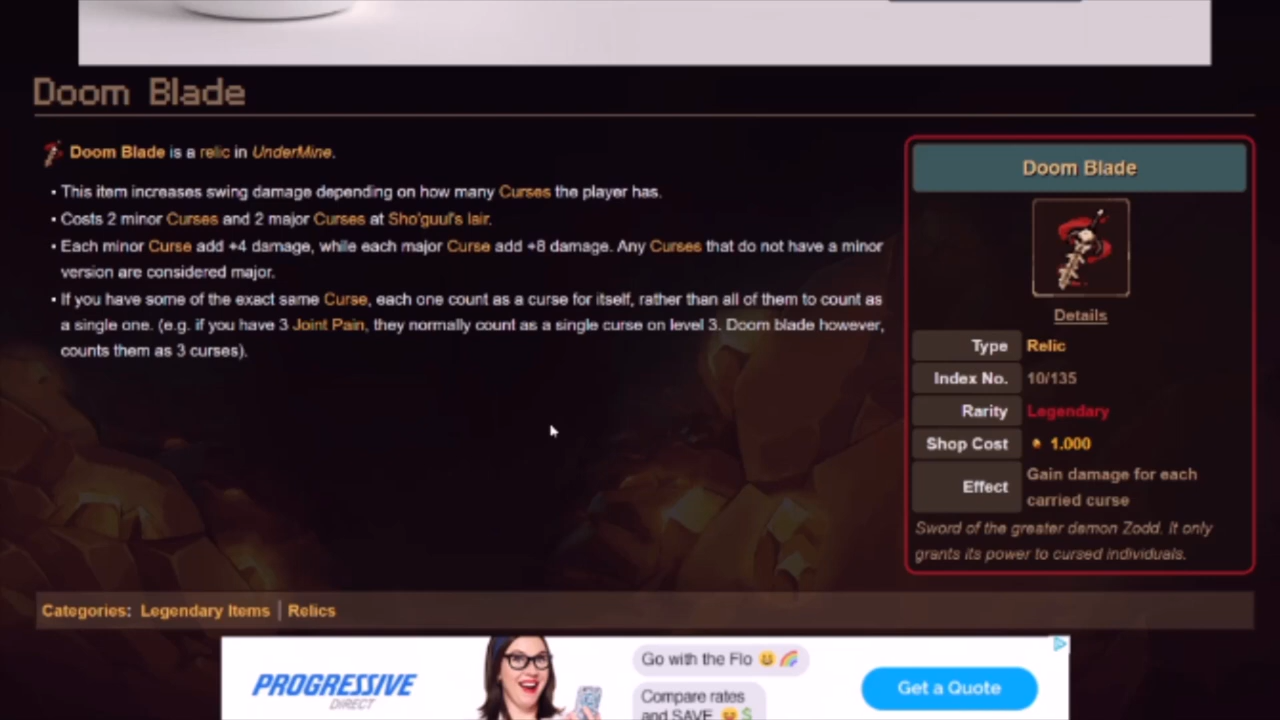 Doom Blade
Doom Blade is a relic in UnderMine.
• This item increases swing damage depending on how many Curses the player has.
• Costs 2 minor Curses and 2 major Curses at Sho'guul's lair.
• Each minor Curse add +4 damage, while each major Curse add +8 damage. Any Curses that do not have a minor
version are considered major.
• If you have some of the exact same Curse, each one count as a curse for itself, rather than all of them to count as
a single one. (e.g. if you have 3 Joint Pain, they normally count as a single curse on level 3. Doom blade however,
counts them as 3 curses).
Doom Blade
Details
Type Relic
Index No. 10/135
Rarity Legendary
Shop Cost 1.000
Effect Gain damage for each
carried curse
Sword of the greater demon Zodd. It only
grants its power to cursed individuals.
Categories: Legendary Items | Relics
PROGRESSIVE
DIRECT
Go with the Flo 😃 🌈
Compare rates
and SAVE 😄 💲
Get a Quote